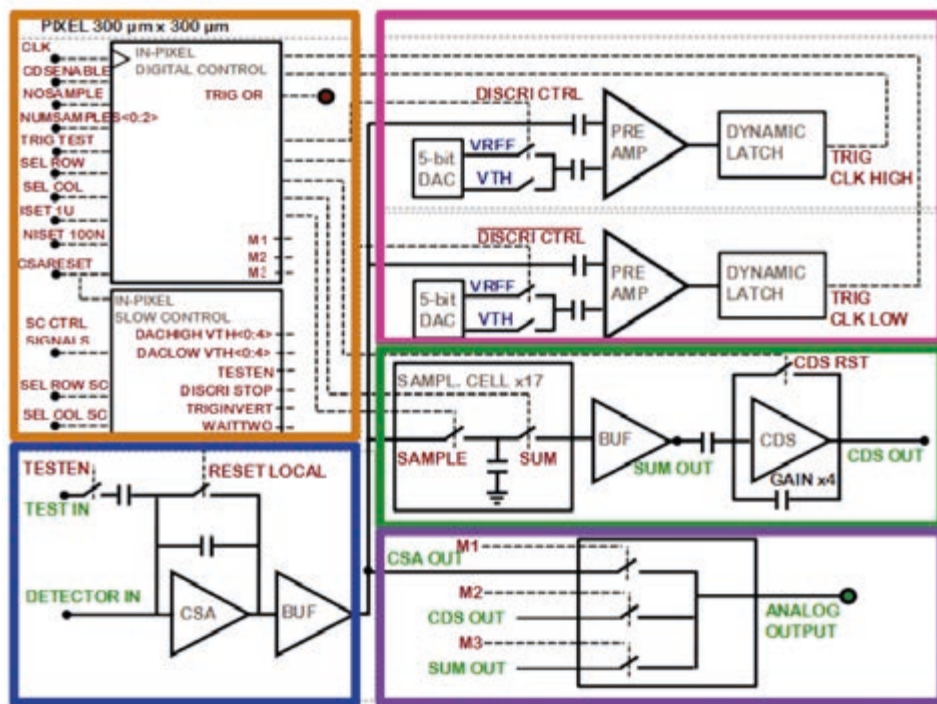 PIXEL 300 µm x 300 µm
CLK
CDSENABLE
NOSAMPLE
NUMSAMPLES<0:2>
TRIG TEST
SEL ROW
SEL COL
ISET 1U
NISET 100N
CSARESET
IN-PIXEL
DIGITAL CONTROL
TRIG OR
M1
M2
M2
IN-PIXEL
SLOW CONTROL
SC CTRL
SIGNALS
SEL ROW SC
SEL COL SC
DACHIGH VTH<0:4>
DACLOW VTH<0:4>
TESTEN
DISCRI STOP
TRIGINVERT
WAITTWO
DISCRI CTRL
5-bit
DAC
VREF
VTH
PRE
AMP
DYNAMIC
LATCH
TRIG
CLK HIGH
DISCRI CTRL
5-bit
DAC
VREF
VTH
PRE
AMP
DYNAMIC
LATCH
TRIG
CLK LOW
SAMPL. CELL x17
SAMPLE
SUM
BUF
SUM OUT
CDS RST
CDS
GAIN x4
CDS OUT
TESTEN
TEST IN
RESET LOCAL
DETECTOR IN
CSA
BUF
CSA OUT
M1
M2
CDS OUT
M3
SUM OUT
ANALOG
OUTPUT